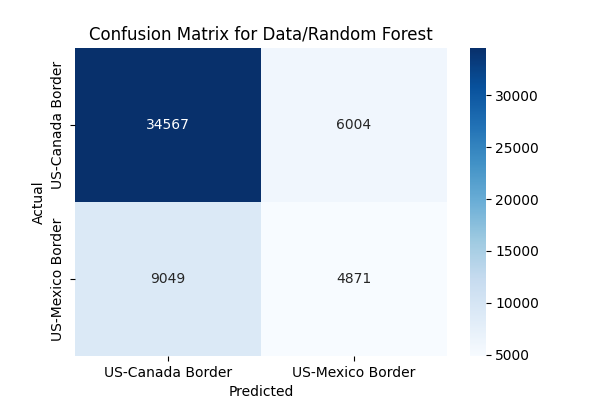 Confusion Matrix for Data/Random Forest
Actual
US-Canada Border
US-Mexico Border
34567
6004
9049
4871
US-Canada Border
US-Mexico Border
Predicted
30000
25000
20000
15000
10000
5000